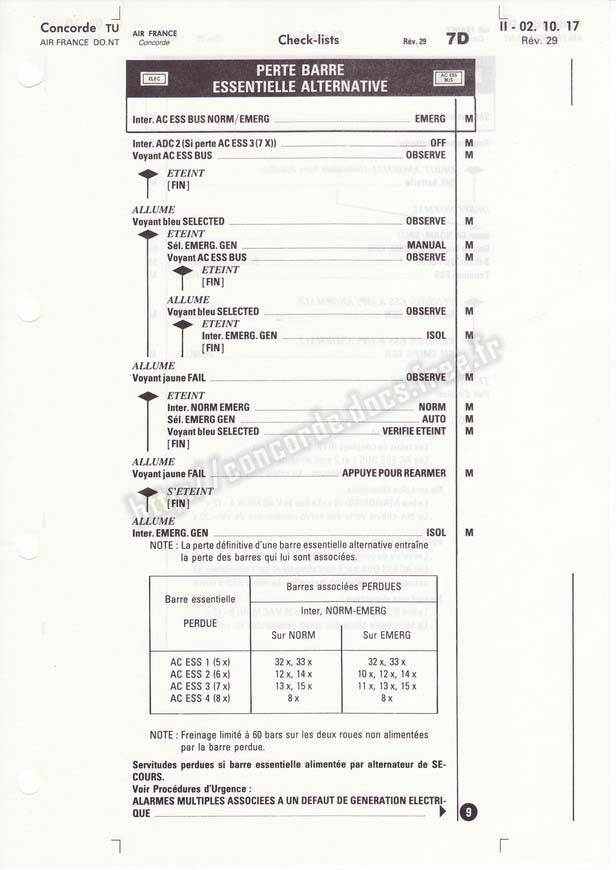 Concorde TU
AIR FRANCE DO.NT
AIR FRANCE
Concorde
Check-lists
Rév. 29
7D
II - 02. 10. 17
Rév. 29
ELEC
PERTE BARRE
ESSENTIELLE ALTERNATIVE
AC ESS
BUS
Inter. AC ESS BUS NORM/EMERG EMERG M
Inter. ADC 2 (Si perte AC ESS 3 (7 X)) OFF M
Voyant AC ESS BUS OBSERVE M
ETEINT
[FIN]
ALLUME
Voyant bleu SELECTED OBSERVE M
ETEINT
Sél. EMERG. GEN MANUAL M
Voyant AC ESS BUS OBSERVE M
ETEINT
[FIN]
ALLUME
Voyant bleu SELECTED OBSERVE M
ETEINT
Inter. EMERG. GEN ISOL M
[FIN]
ALLUME
Voyant jaune FAIL OBSERVE M
ETEINT
Inter. NORM EMERG NORM M
Sél. EMERG GEN AUTO M
Voyant bleu SELECTED VERIFIE ETEINT M
[FIN]
ALLUME
Voyant jaune FAIL APPUYE POUR REARMER M
S'ETEINT
[FIN]
ALLUME
Inter. EMERG. GEN ISOL M
NOTE : La perte définitive d'une barre essentielle alternative entraîne
la perte des barres qui lui sont associées.
Barre essentielle
PERDUE
Barres associées PERDUES
Inter, NORM-EMERG
Sur NORM Sur EMERG
AC ESS 1 (5 x) 32 x, 33 x 32 x, 33 x
AC ESS 2 (6 x) 12 x, 14 x 10 x, 12 x, 14 x
AC ESS 3 (7 x) 13 x, 15 x 11 x, 13 x, 15 x
AC ESS 4 (8 x) 8 x 8 x
NOTE : Freinage limité à 60 bars sur les deux roues non alimentées
par la barre perdue.
Servitudes perdues si barre essentielle alimentée par alternateur de SE-
COURS.
Voir Procédures d'Urgence :
ALARMES MULTIPLES ASSOCIEES A UN DEFAUT DE GENERATION ELECTRI-
QUE
9
http://concorde.docs.free.fr